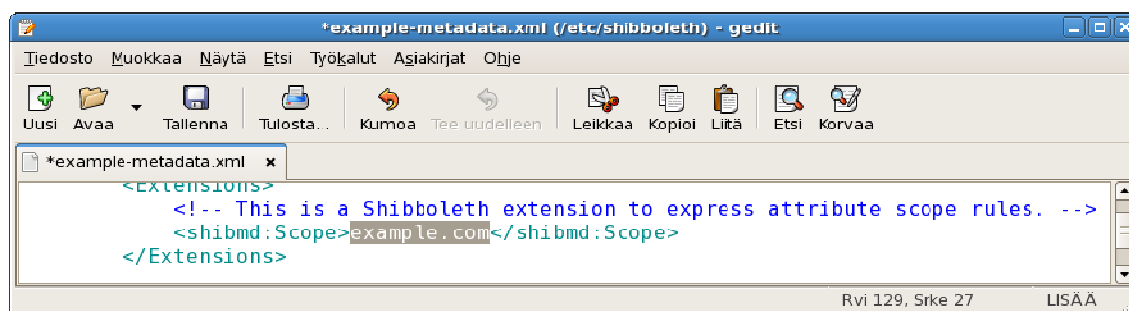 *example-metadata.xml (/etc/shibboleth) - gedit
Tiedosto Muokkaa Näytä Etsi Työkalut Asiakirjat Ohje
Uusi Avaa Tallenna Tulosta... Kumoa Tee uudelleen Leikkaa Kopioi Liitä Etsi Korvaa
*example-metadata.xml
<Extensions>
<!-- This is a Shibboleth extension to express attribute scope rules. -->
<shibmd:Scope>example.com</shibmd:Scope>
</Extensions>
Rvi 129, Srke 27 LISÄÄ